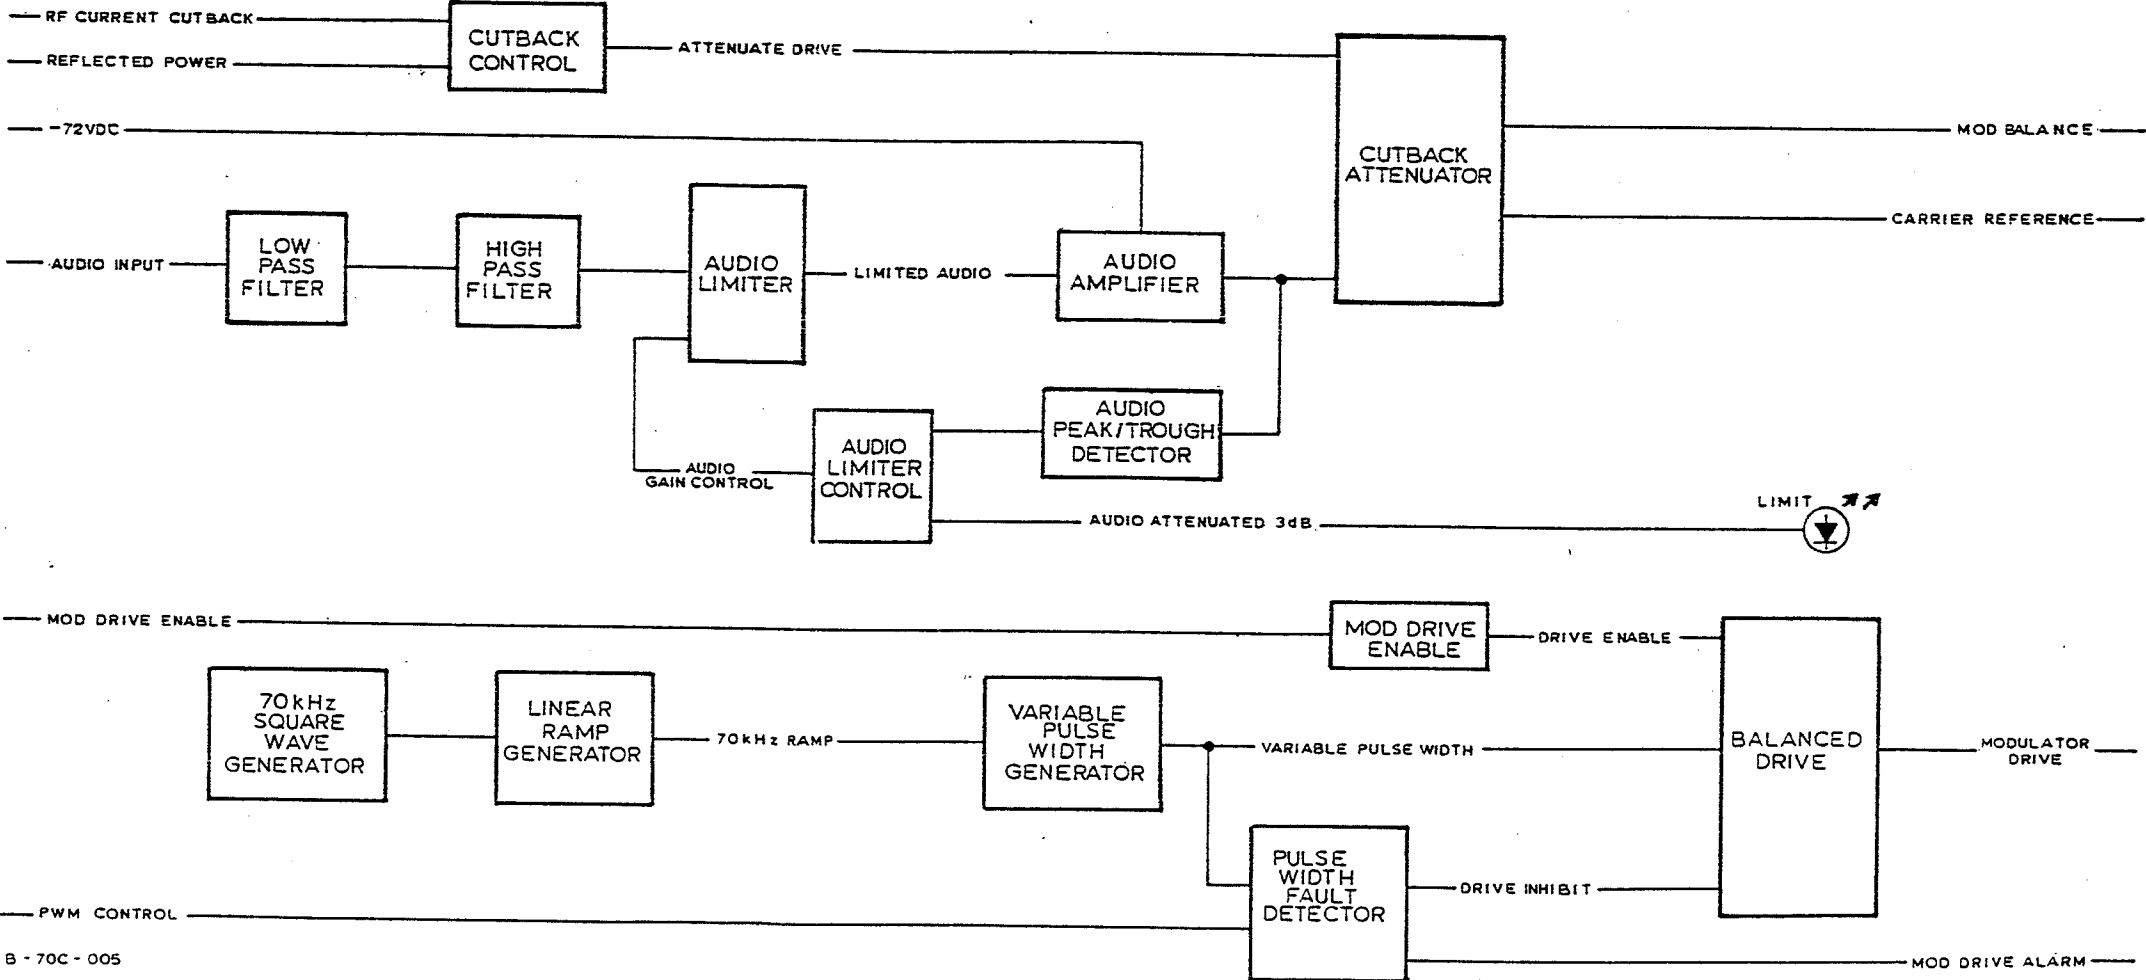 RF CURRENT CUTBACK
REFLECTED POWER
CUTBACK
CONTROL
ATTENUATE DRIVE
-72VDC
CUTBACK
ATTENUATOR
MOD BALANCE
CARRIER REFERENCE
AUDIO INPUT
LOW
PASS
FILTER
HIGH
PASS
FILTER
AUDIO
LIMITER
LIMITED AUDIO
AUDIO
AMPLIFIER
AUDIO
PEAK/TROUGH
DETECTOR
AUDIO
LIMITER
CONTROL
AUDIO
GAIN CONTROL
AUDIO ATTENUATED 3dB
LIMIT
MOD DRIVE ENABLE
MOD DRIVE
ENABLE
DRIVE ENABLE
70kHz
SQUARE
WAVE
GENERATOR
LINEAR
RAMP
GENERATOR
70kHz RAMP
VARIABLE
PULSE
WIDTH
GENERATOR
VARIABLE PULSE WIDTH
BALANCED
DRIVE
MODULATOR
DRIVE
PULSE
WIDTH
FAULT
DETECTOR
DRIVE INHIBIT
PWM CONTROL
MOD DRIVE ALARM
B - 70C - 005